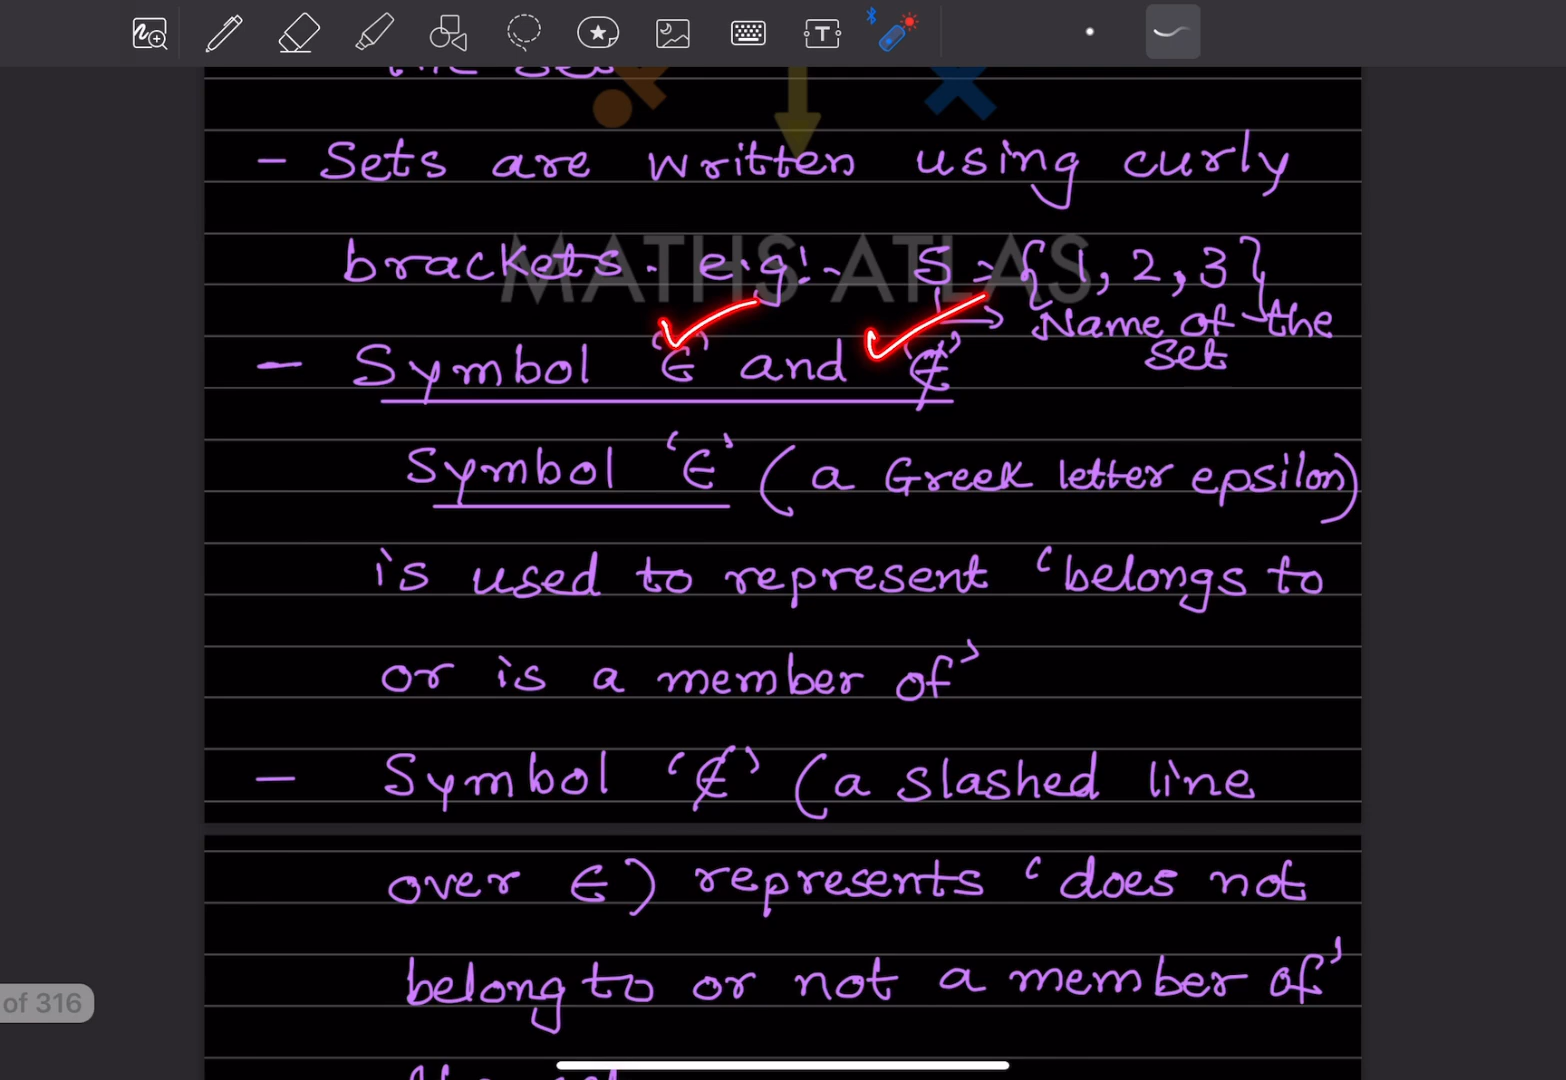 - Sets are written using curly
brackets. e.g:- S = {1, 2, 3}
MATHS ATLAS
→ Name of the
Set
- Symbol '∈' and '∉'
Symbol '∈' (a Greek letter epsilon)
is used to represent 'belongs to
or is a member of'
- Symbol '∉' (a slashed line
over ∈) represents 'does not
belong to or not a member of'
of 316